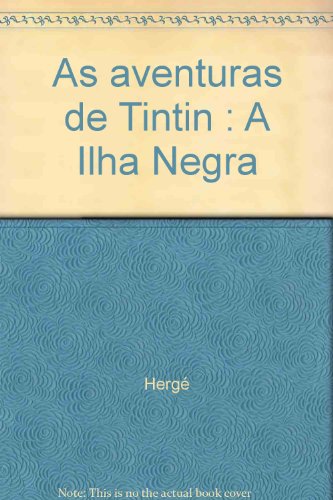 As aventuras
de Tintin : A
Ilha Negra
Hergé
Note: This is no the actual book cover